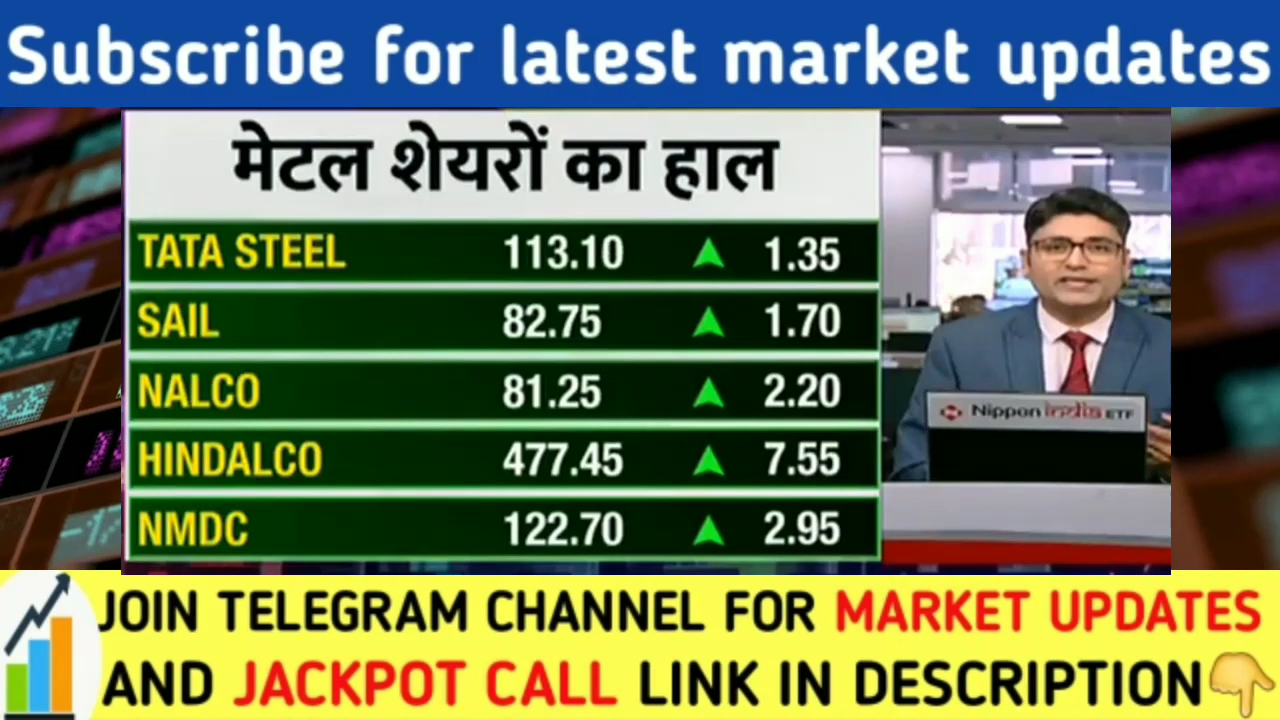 Subscribe for latest market updates
मेटल शेयरों का हाल
TATA STEEL 113.10 ▲ 1.35
SAIL 82.75 ▲ 1.70
NALCO 81.25 ▲ 2.20
HINDALCO 477.45 ▲ 7.55
NMDC 122.70 ▲ 2.95
Nippon india ETF
JOIN TELEGRAM CHANNEL FOR MARKET UPDATES
AND JACKPOT CALL LINK IN DESCRIPTION👇